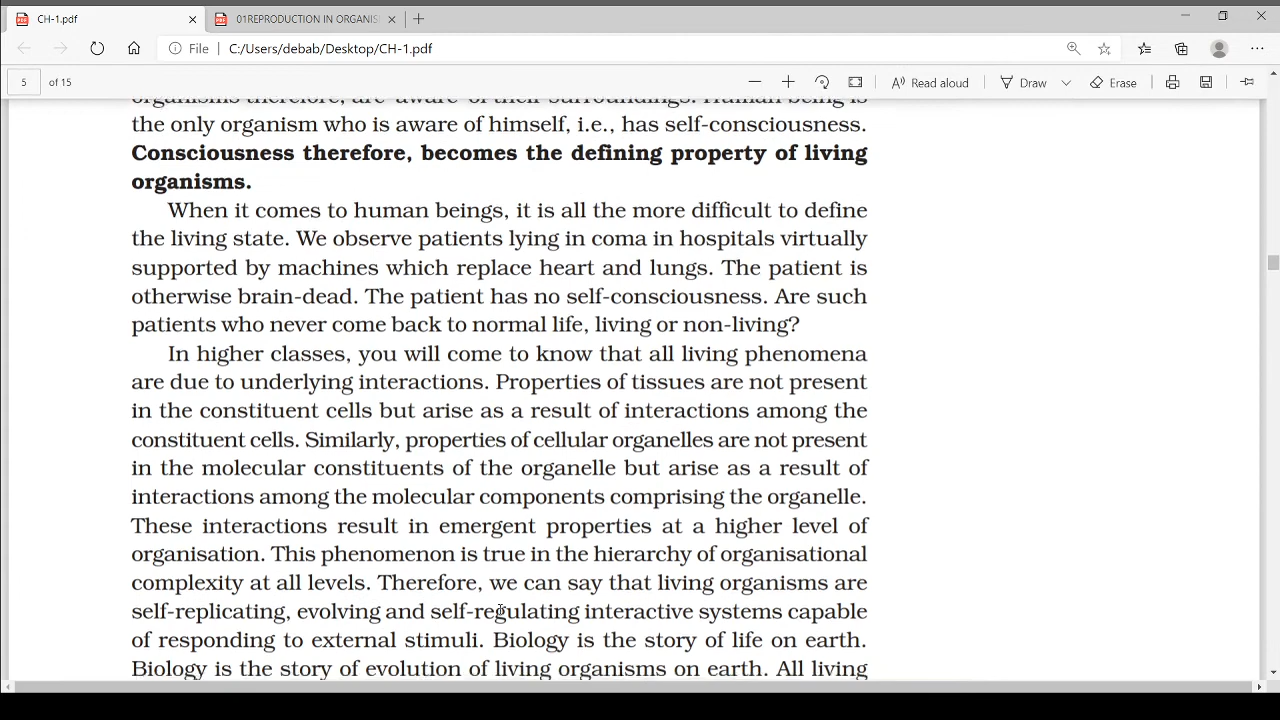 CH-1.pdf
01REPRODUCTION IN ORGANIS
File C:/Users/debab/Desktop/CH-1.pdf
5 of 15
Read aloud
Draw
Erase
organisms therefore, are 'aware' of their surroundings. Human being is
the only organism who is aware of himself, i.e., has self-consciousness.
Consciousness therefore, becomes the defining property of living
organisms.
When it comes to human beings, it is all the more difficult to define
the living state. We observe patients lying in coma in hospitals virtually
supported by machines which replace heart and lungs. The patient is
otherwise brain-dead. The patient has no self-consciousness. Are such
patients who never come back to normal life, living or non-living?
In higher classes, you will come to know that all living phenomena
are due to underlying interactions. Properties of tissues are not present
in the constituent cells but arise as a result of interactions among the
constituent cells. Similarly, properties of cellular organelles are not present
in the molecular constituents of the organelle but arise as a result of
interactions among the molecular components comprising the organelle.
These interactions result in emergent properties at a higher level of
organisation. This phenomenon is true in the hierarchy of organisational
complexity at all levels. Therefore, we can say that living organisms are
self-replicating, evolving and self-regulating interactive systems capable
of responding to external stimuli. Biology is the story of life on earth.
Biology is the story of evolution of living organisms on earth. All living